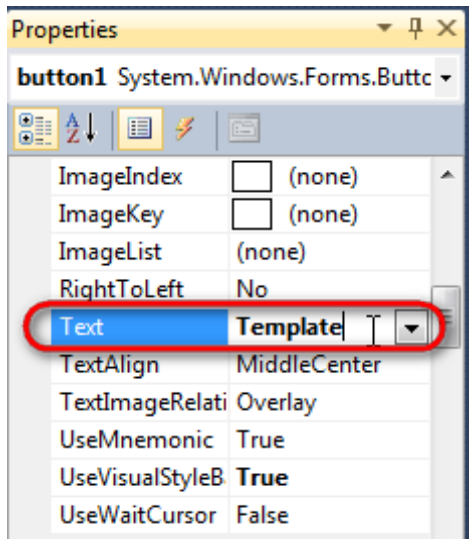 Properties
button1 System.Windows.Forms.Buttc
ImageIndex (none)
ImageKey (none)
ImageList (none)
RightToLeft No
Text Template
TextAlign MiddleCenter
TextImageRelati Overlay
UseMnemonic True
UseVisualStyleB True
UseWaitCursor False